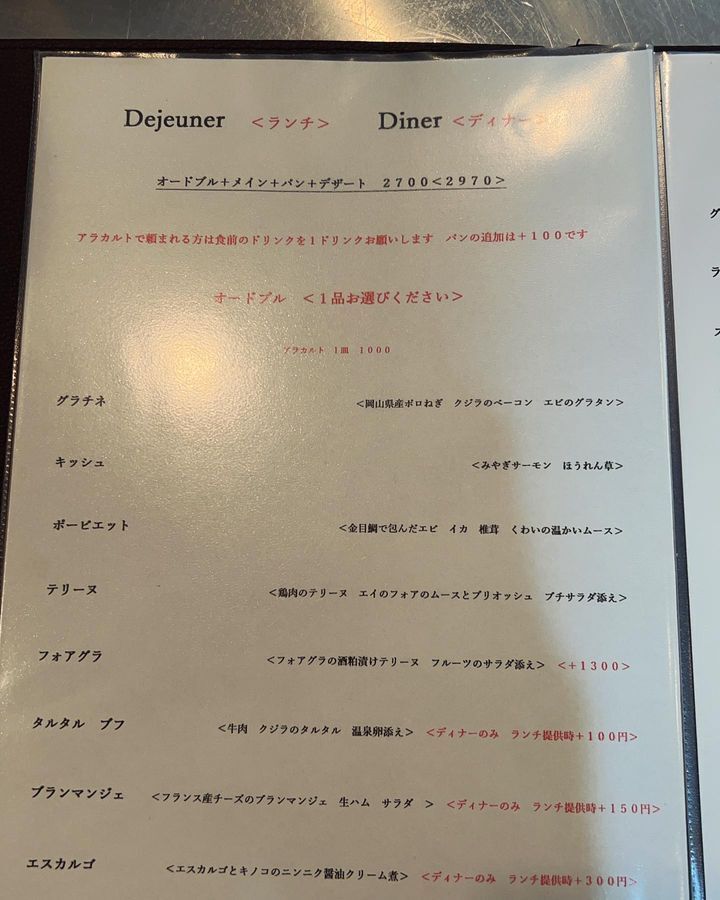 Dejeuner <ランチ> Diner <ディナー>
オードブル＋メイン＋パン＋デザート 2700<2970>
アラカルトで頼まれる方は食前のドリンクを1ドリンクお願いします パンの追加は＋100です
オードブル <1品お選びください>
アラカルト 1皿 1000
グラチネ <岡山県産ポロねぎ クジラのベーコン エビのグラタン>
キッシュ <みやぎサーモン ほうれん草>
ポーピエット <金目鯛で包んだエビ イカ 椎茸 くわいの温かいムース>
テリーヌ <鶏肉のテリーヌ エイのフォアのムースとブリオッシュ プチサラダ添え>
フォアグラ <フォアグラの酒粕漬けテリーヌ フルーツのサラダ添え> <+1300>
タルタル ブフ <牛肉 クジラのタルタル 温泉卵添え> <ディナーのみ ランチ提供時+100円>
ブランマンジェ <フランス産チーズのブランマンジェ 生ハム サラダ > <ディナーのみ ランチ提供時+150円>
エスカルゴ <エスカルゴとキノコのニンニク醤油クリーム煮> <ディナーのみ ランチ提供時+300円>
グ
ラ